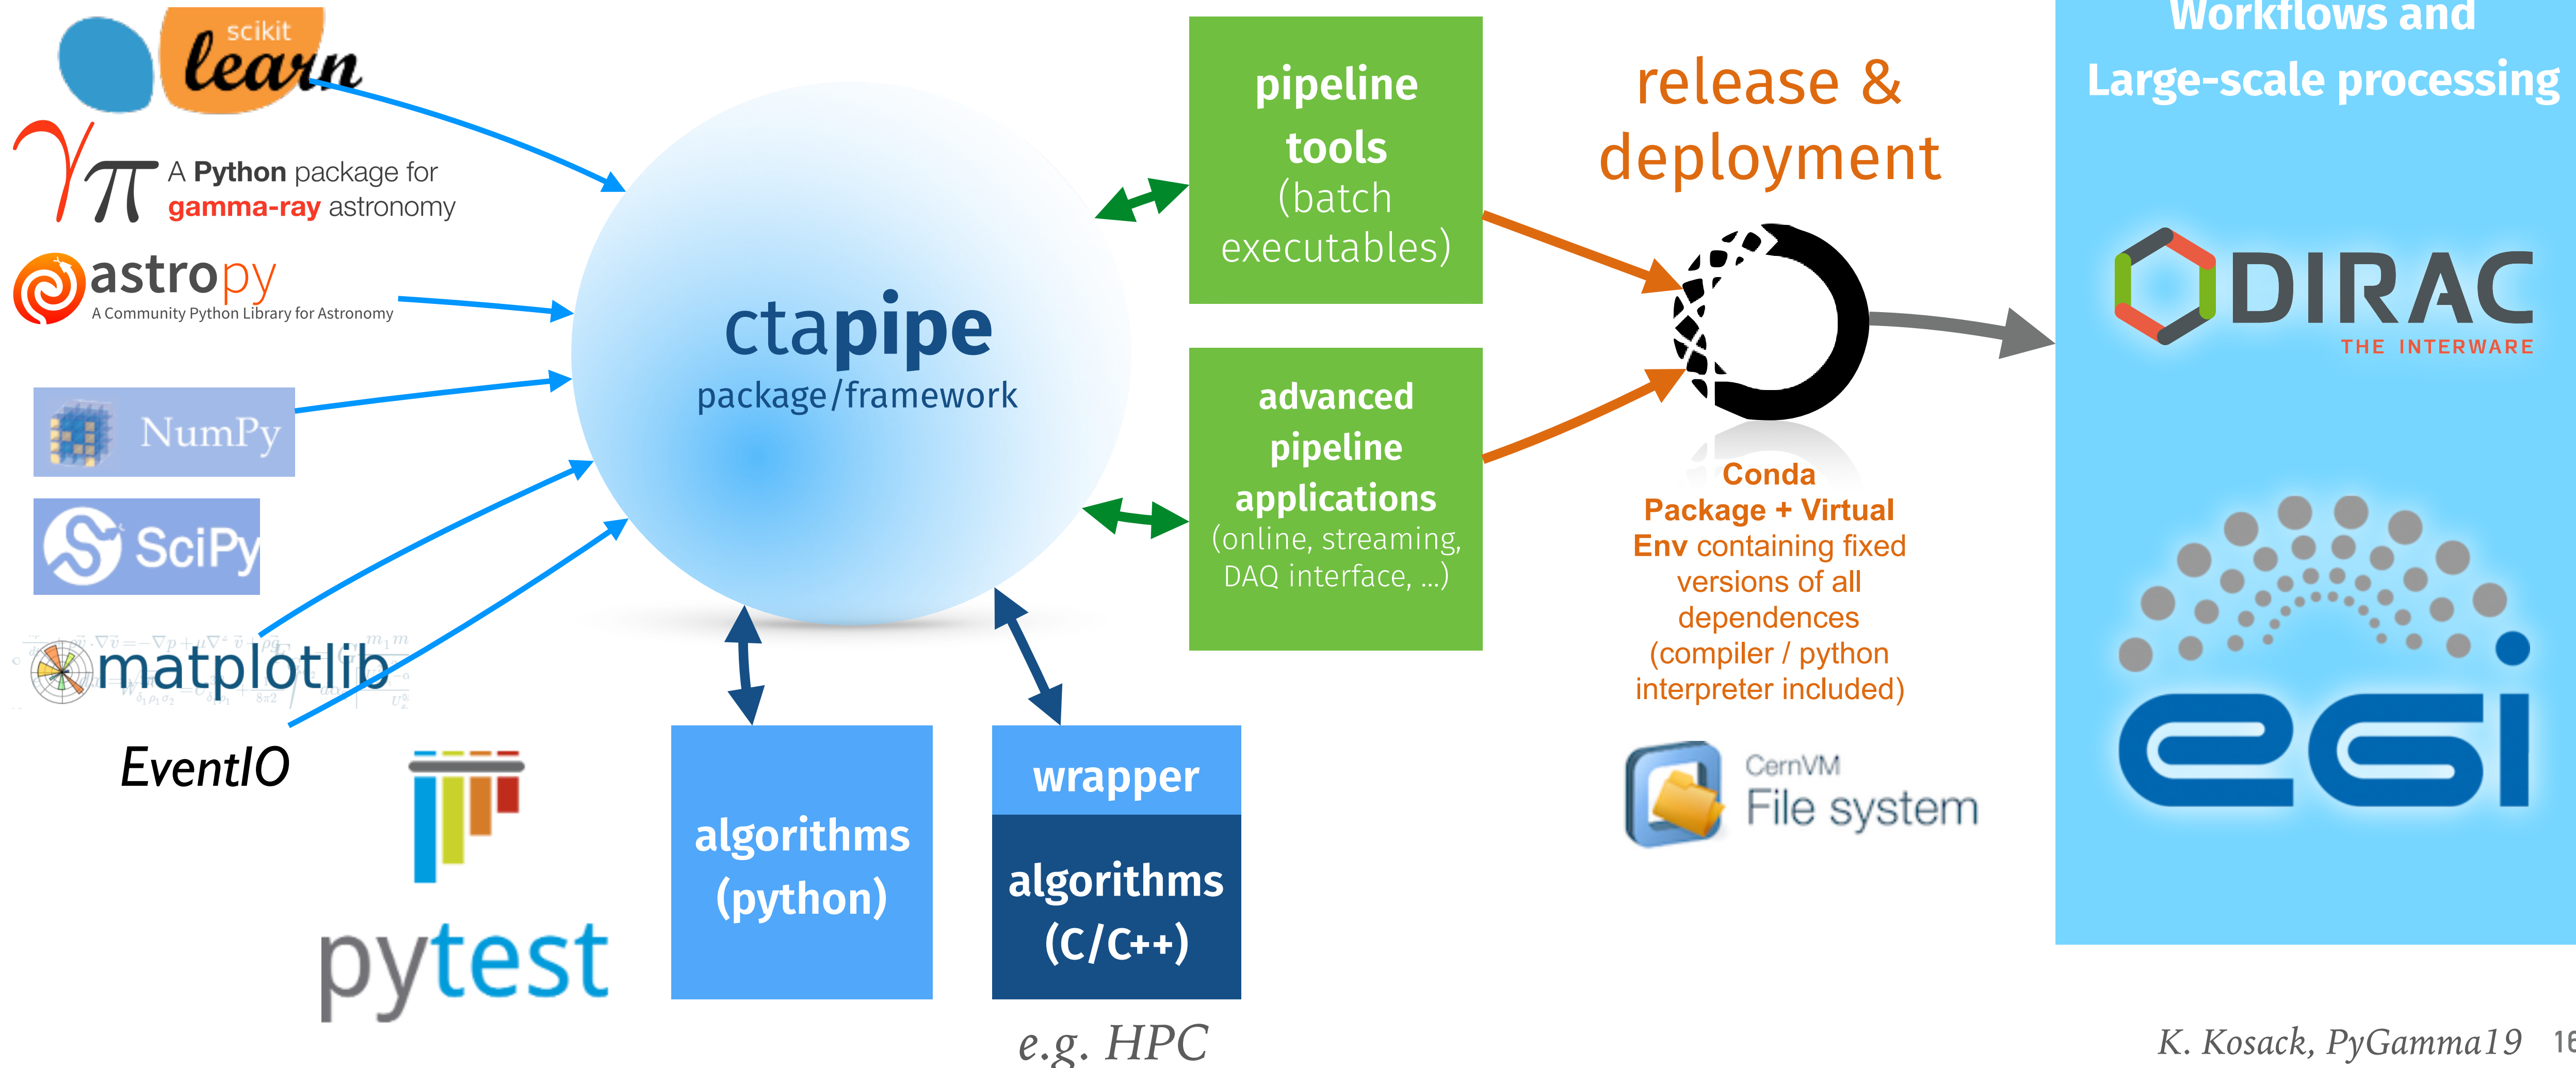 scikit
learn
γπ
A Python package for
gamma-ray astronomy
astropy
A Community Python Library for Astronomy
NumPy
SciPy
matplotlib
EventIO
pytest
ctapipe
package/framework
algorithms
(python)
wrapper
algorithms
(C/C++)
e.g. HPC
pipeline
tools
(batch
executables)
advanced
pipeline
applications
(online, streaming,
DAQ interface, ...)
release &
deployment
Conda
Package + Virtual
Env containing fixed
versions of all
dependences
(compiler / python
interpreter included)
CernVM
File system
Workflows and
Large-scale processing
DIRAC
THE INTERWARE
egi
K. Kosack, PyGamma19 16